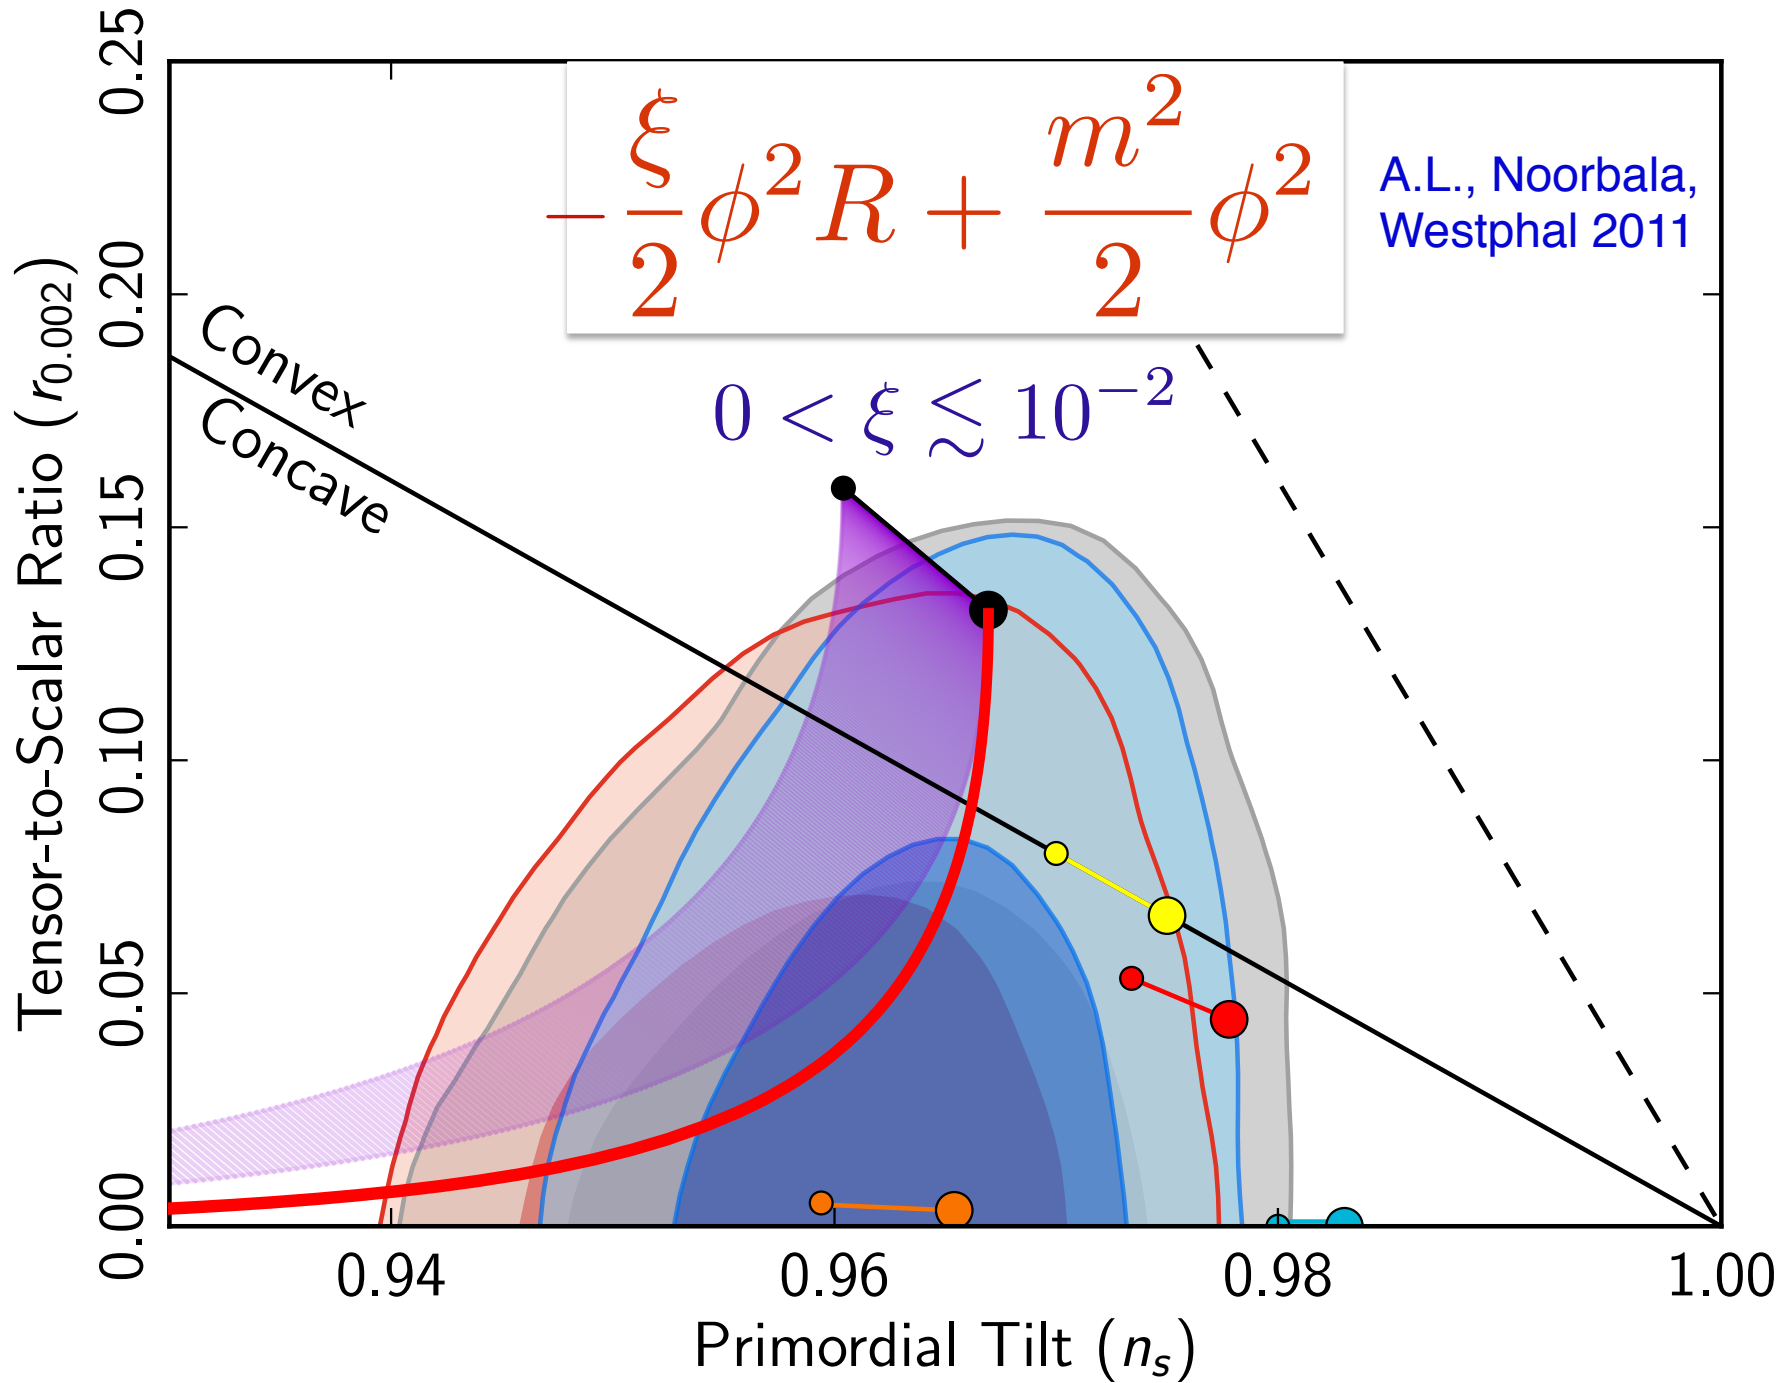 −ξ/2 ϕ²R + m²/2 ϕ²
A.L., Noorbala,
Westphal 2011
0 < ξ ≲ 10⁻²
Convex
Concave
Tensor-to-Scalar Ratio (r₀.₀₀₂)
0.25
0.20
0.15
0.10
0.05
0.00
0.94
0.96
0.98
1.00
Primordial Tilt (nₛ)